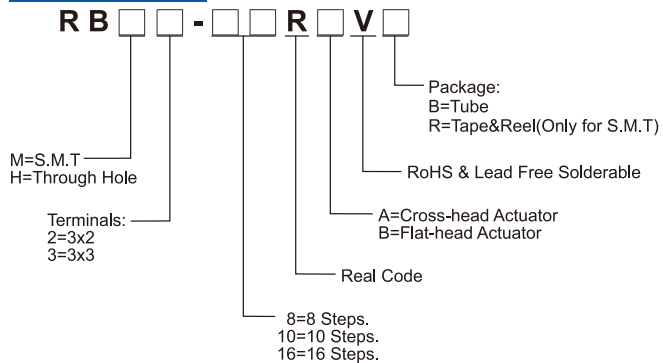 RB□□-□□R□V□
Package:
B=Tube
R=Tape&Reel(Only for S.M.T)
M=S.M.T
H=Through Hole
RoHS & Lead Free Solderable
Terminals:
2=3x2
3=3x3
A=Cross-head Actuator
B=Flat-head Actuator
Real Code
8=8 Steps.
10=10 Steps.
16=16 Steps.